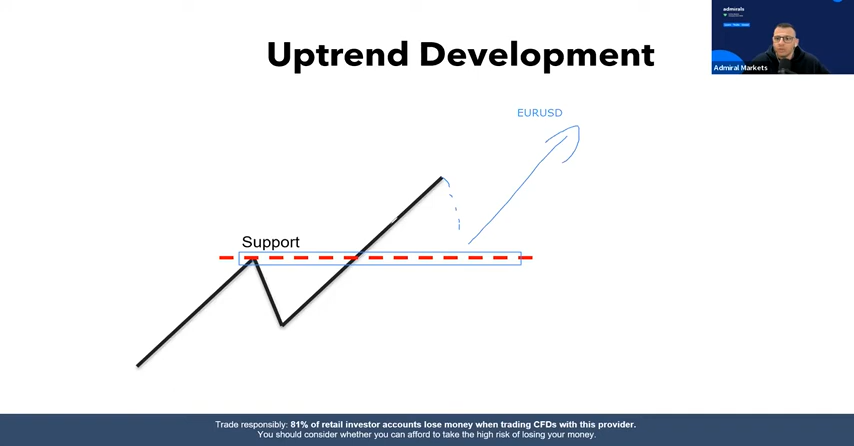 admirals
Uptrend Development
Admiral Markets
EURUSD
Support
Trade responsibly: 81% of retail investor accounts lose money when trading CFDs with this provider.
You should consider whether you can afford to take the high risk of losing your money.